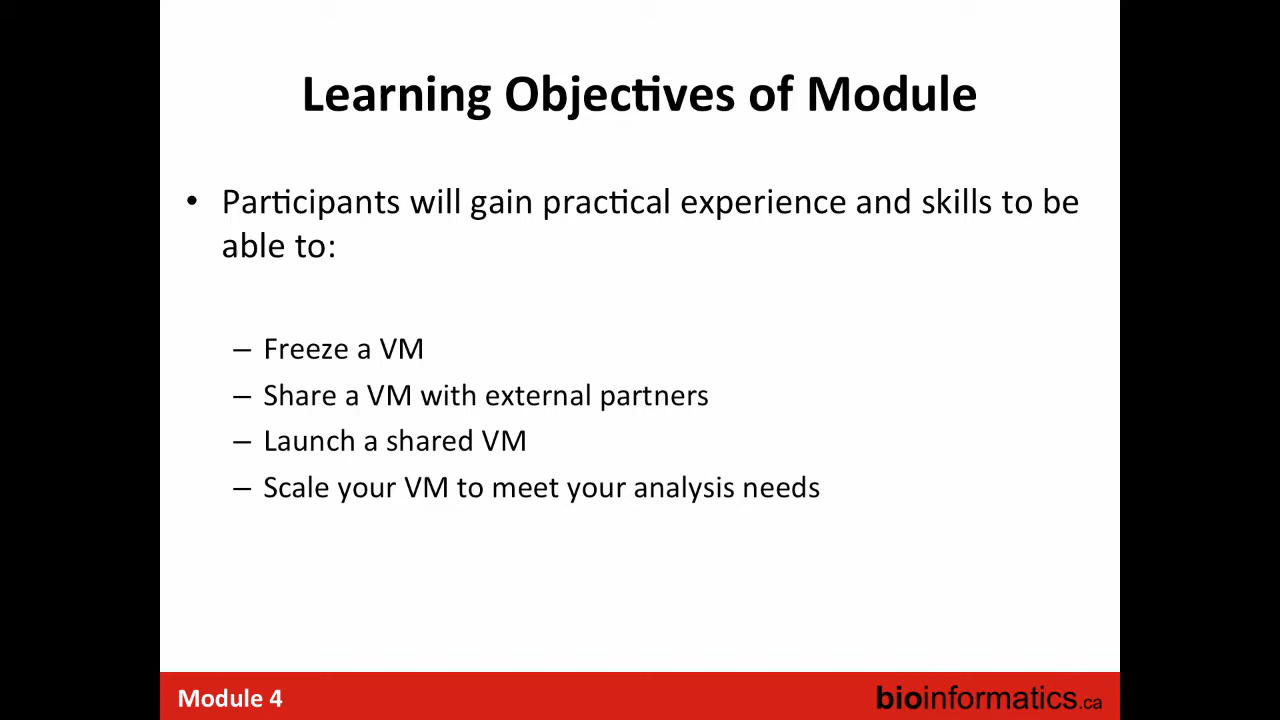 Learning Objectives of Module
• Participants will gain practical experience and skills to be
able to:
– Freeze a VM
– Share a VM with external partners
– Launch a shared VM
– Scale your VM to meet your analysis needs
Module 4
bioinformatics.ca